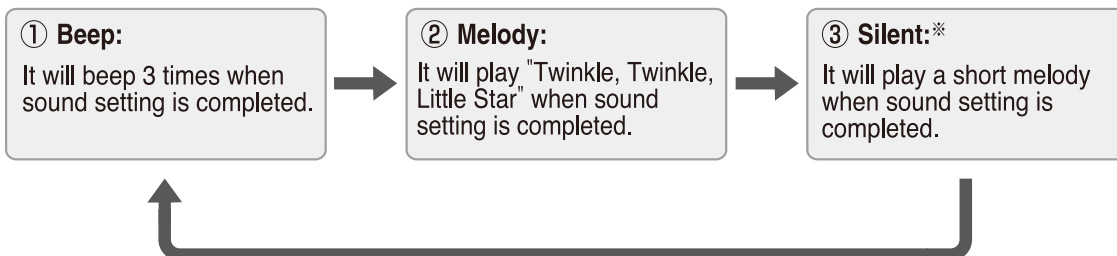 ① Beep:
It will beep 3 times when
sound setting is completed.
② Melody:
It will play "Twinkle, Twinkle,
Little Star" when sound
setting is completed.
③ Silent:※
It will play a short melody
when sound setting is
completed.